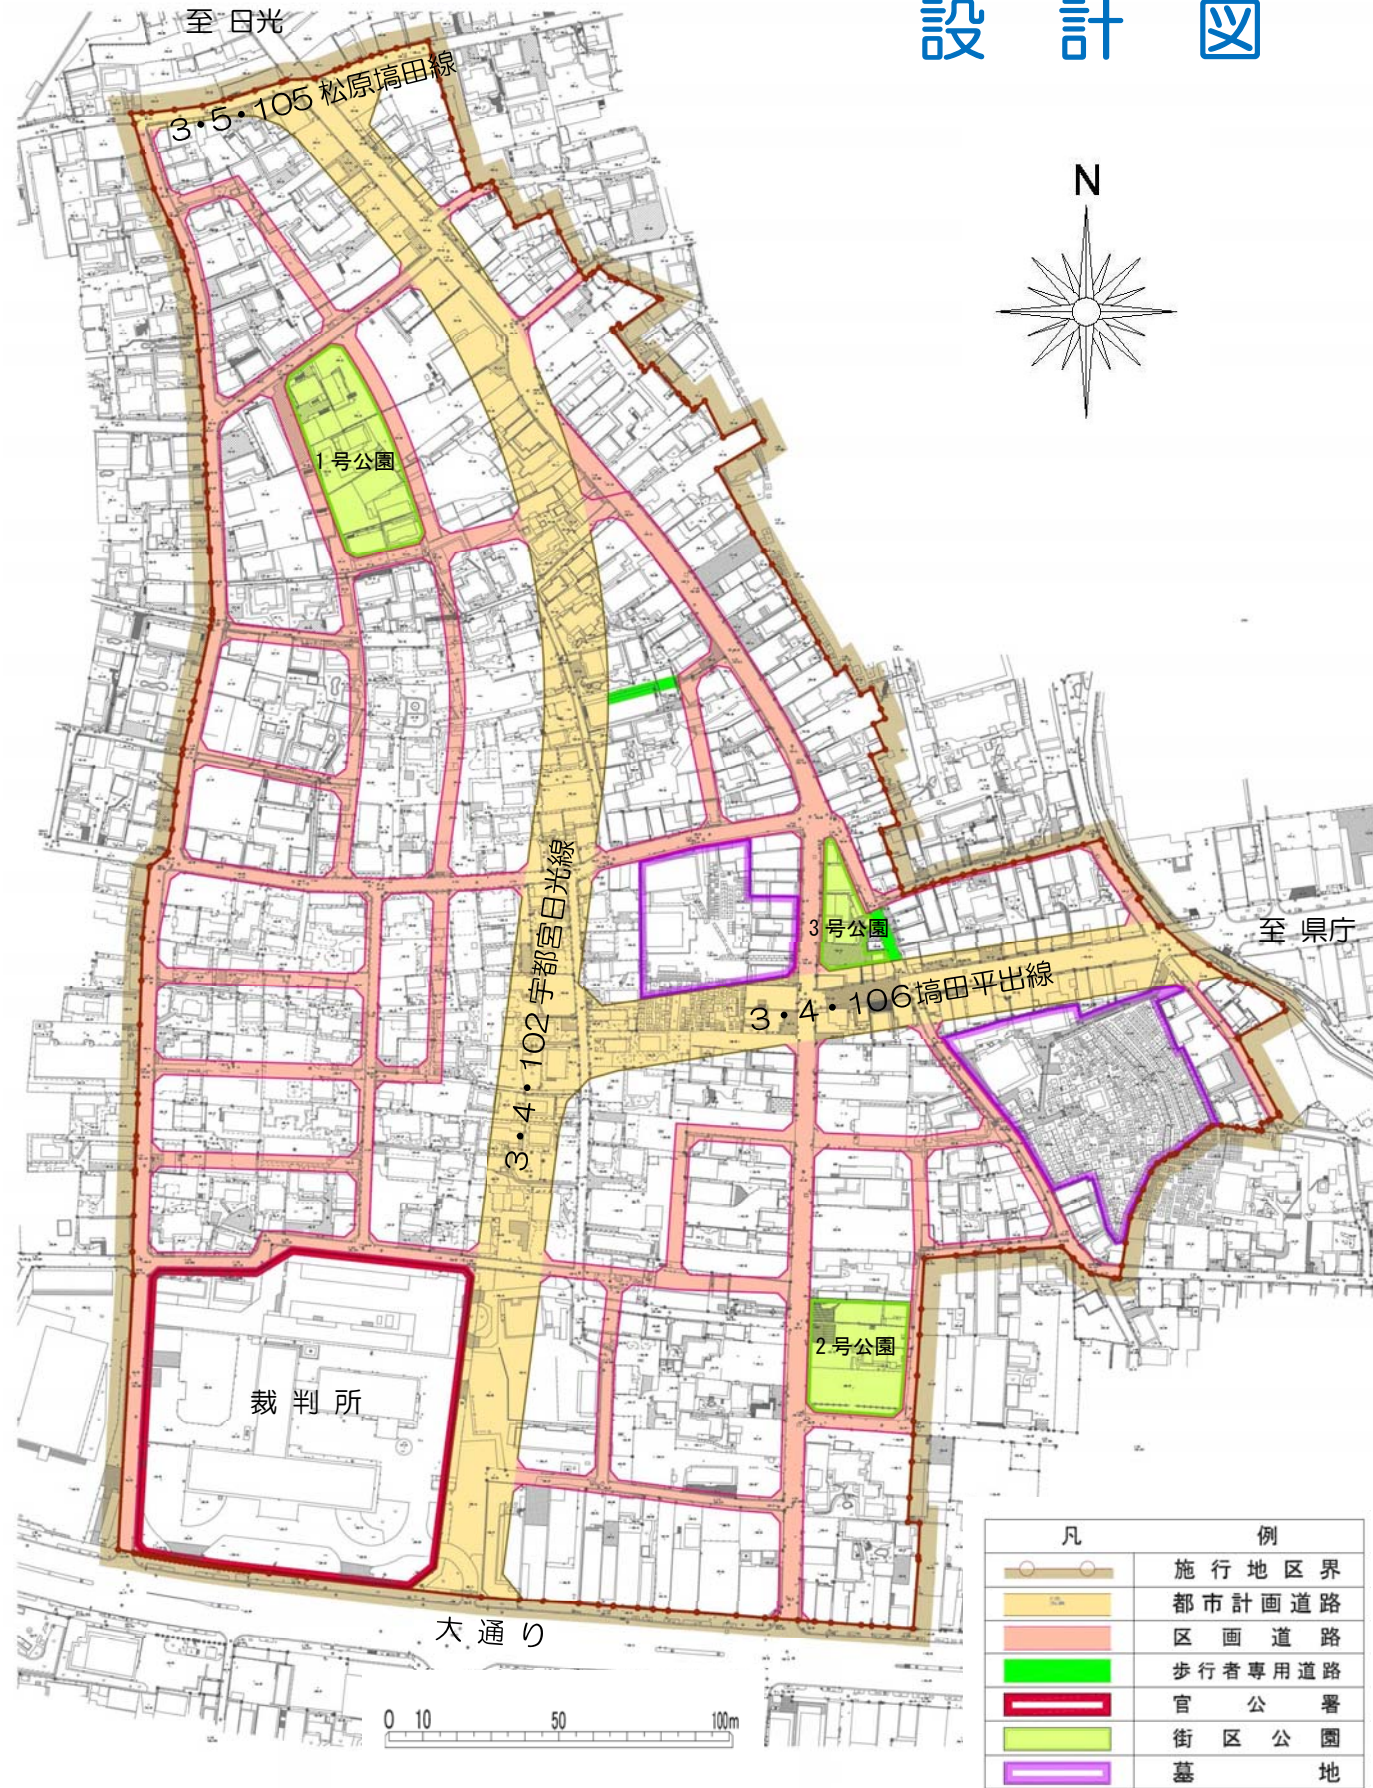 設計図
至 日光
3・5・105 松原塙田線
N
1号公園
3・4・102 宇都宮日光線
3号公園
至 県庁
3・4・106 塙田平出線
2号公園
裁判所
大通り
0 10 50 100m
凡例
施行地区界
都市計画道路
区画道路
歩行者専用道路
官公署
街区公園
墓地